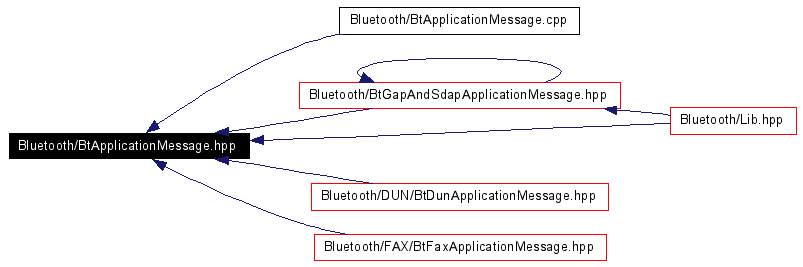 Bluetooth/BtApplicationMessage.cpp
Bluetooth/BtGapAndSdapApplicationMessage.hpp
Bluetooth/Lib.hpp
Bluetooth/BtApplicationMessage.hpp
Bluetooth/DUN/BtDunApplicationMessage.hpp
Bluetooth/FAX/BtFaxApplicationMessage.hpp